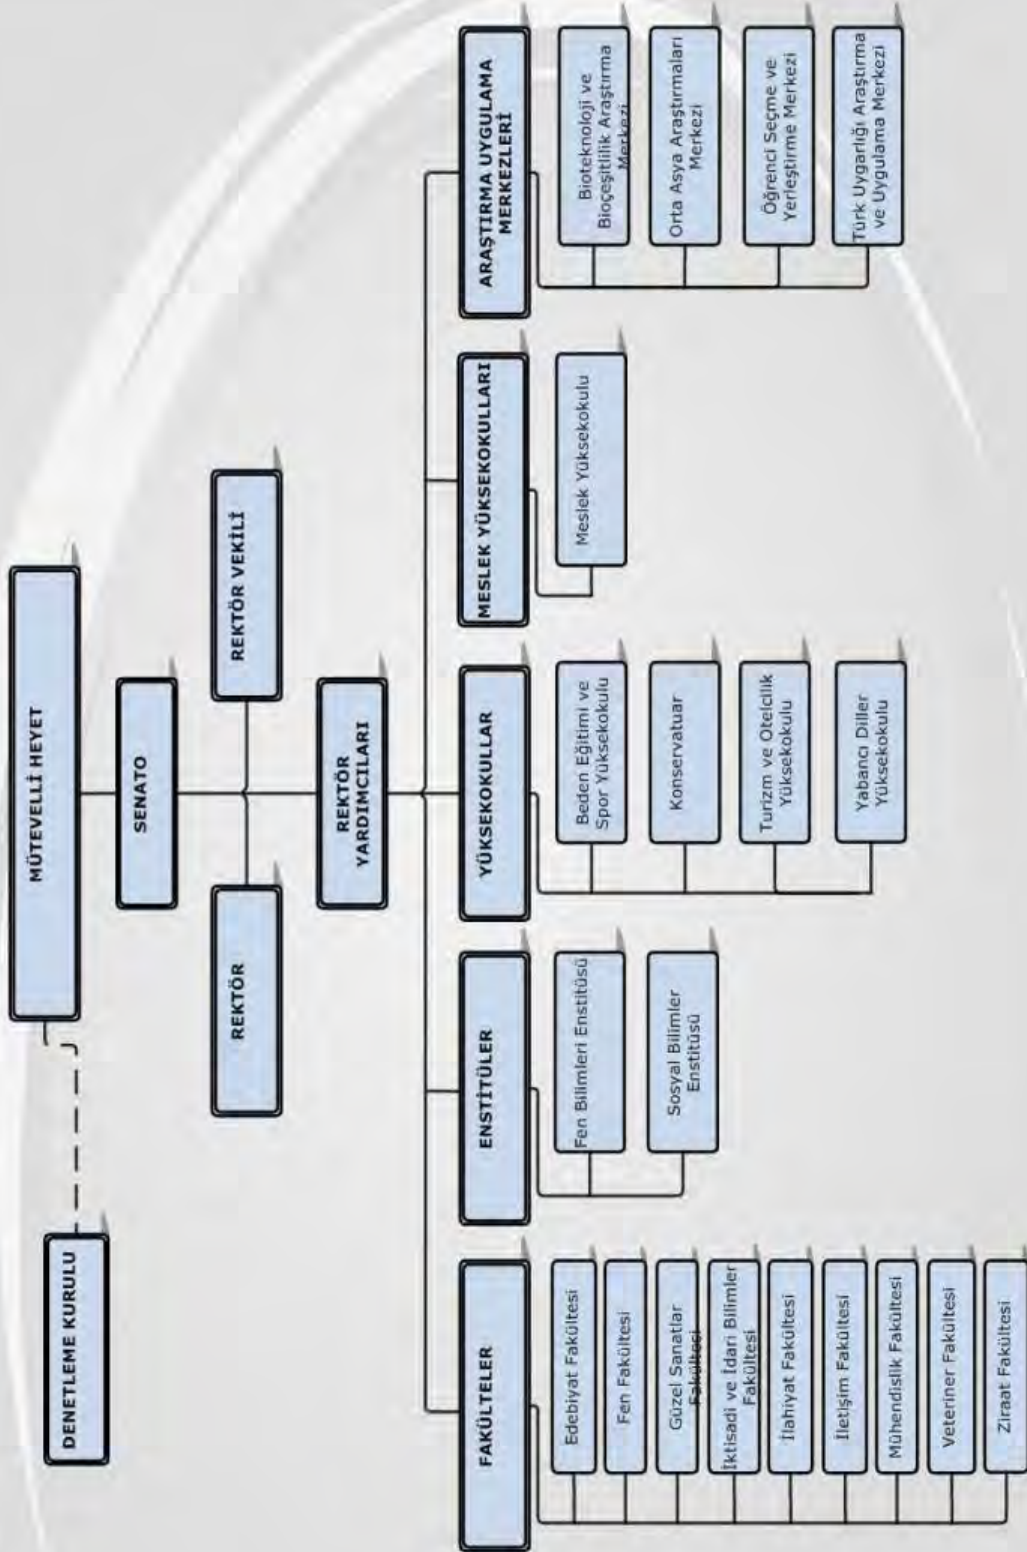 MÜTEVELLİ HEYET
DENETLEME KURULU
SENATO
REKTÖR
REKTÖR VEKİLİ
REKTÖR
YARDIMCILARI
FAKÜLTELER
Edebiyat Fakültesi
Fen Fakültesi
Güzel Sanatlar
Fakültesi
İktisadi ve İdari Bilimler
Fakültesi
İlahiyat Fakültesi
İletişim Fakültesi
Mühendislik Fakültesi
Veteriner Fakültesi
Ziraat Fakültesi
ENSTİTÜLER
Fen Bilimleri Enstitüsü
Sosyal Bilimler
Enstitüsü
YÜKSEKOKULLAR
Beden Eğitimi ve
Spor Yüksekokulu
Konservatuar
Turizm ve Otelcilik
Yüksekokulu
Yabancı Diller
Yüksekokulu
MESLEK YÜKSEKOKULLARI
Meslek Yüksekokulu
ARAŞTIRMA UYGULAMA
MERKEZLERİ
Bioteknoloji ve
Bioçeşitlilik Araştırma
Merkezi
Orta Asya Araştırmaları
Merkezi
Öğrenci Seçme ve
Yerleştirme Merkezi
Türk Uygarlığı Araştırma
ve Uygulama Merkezi